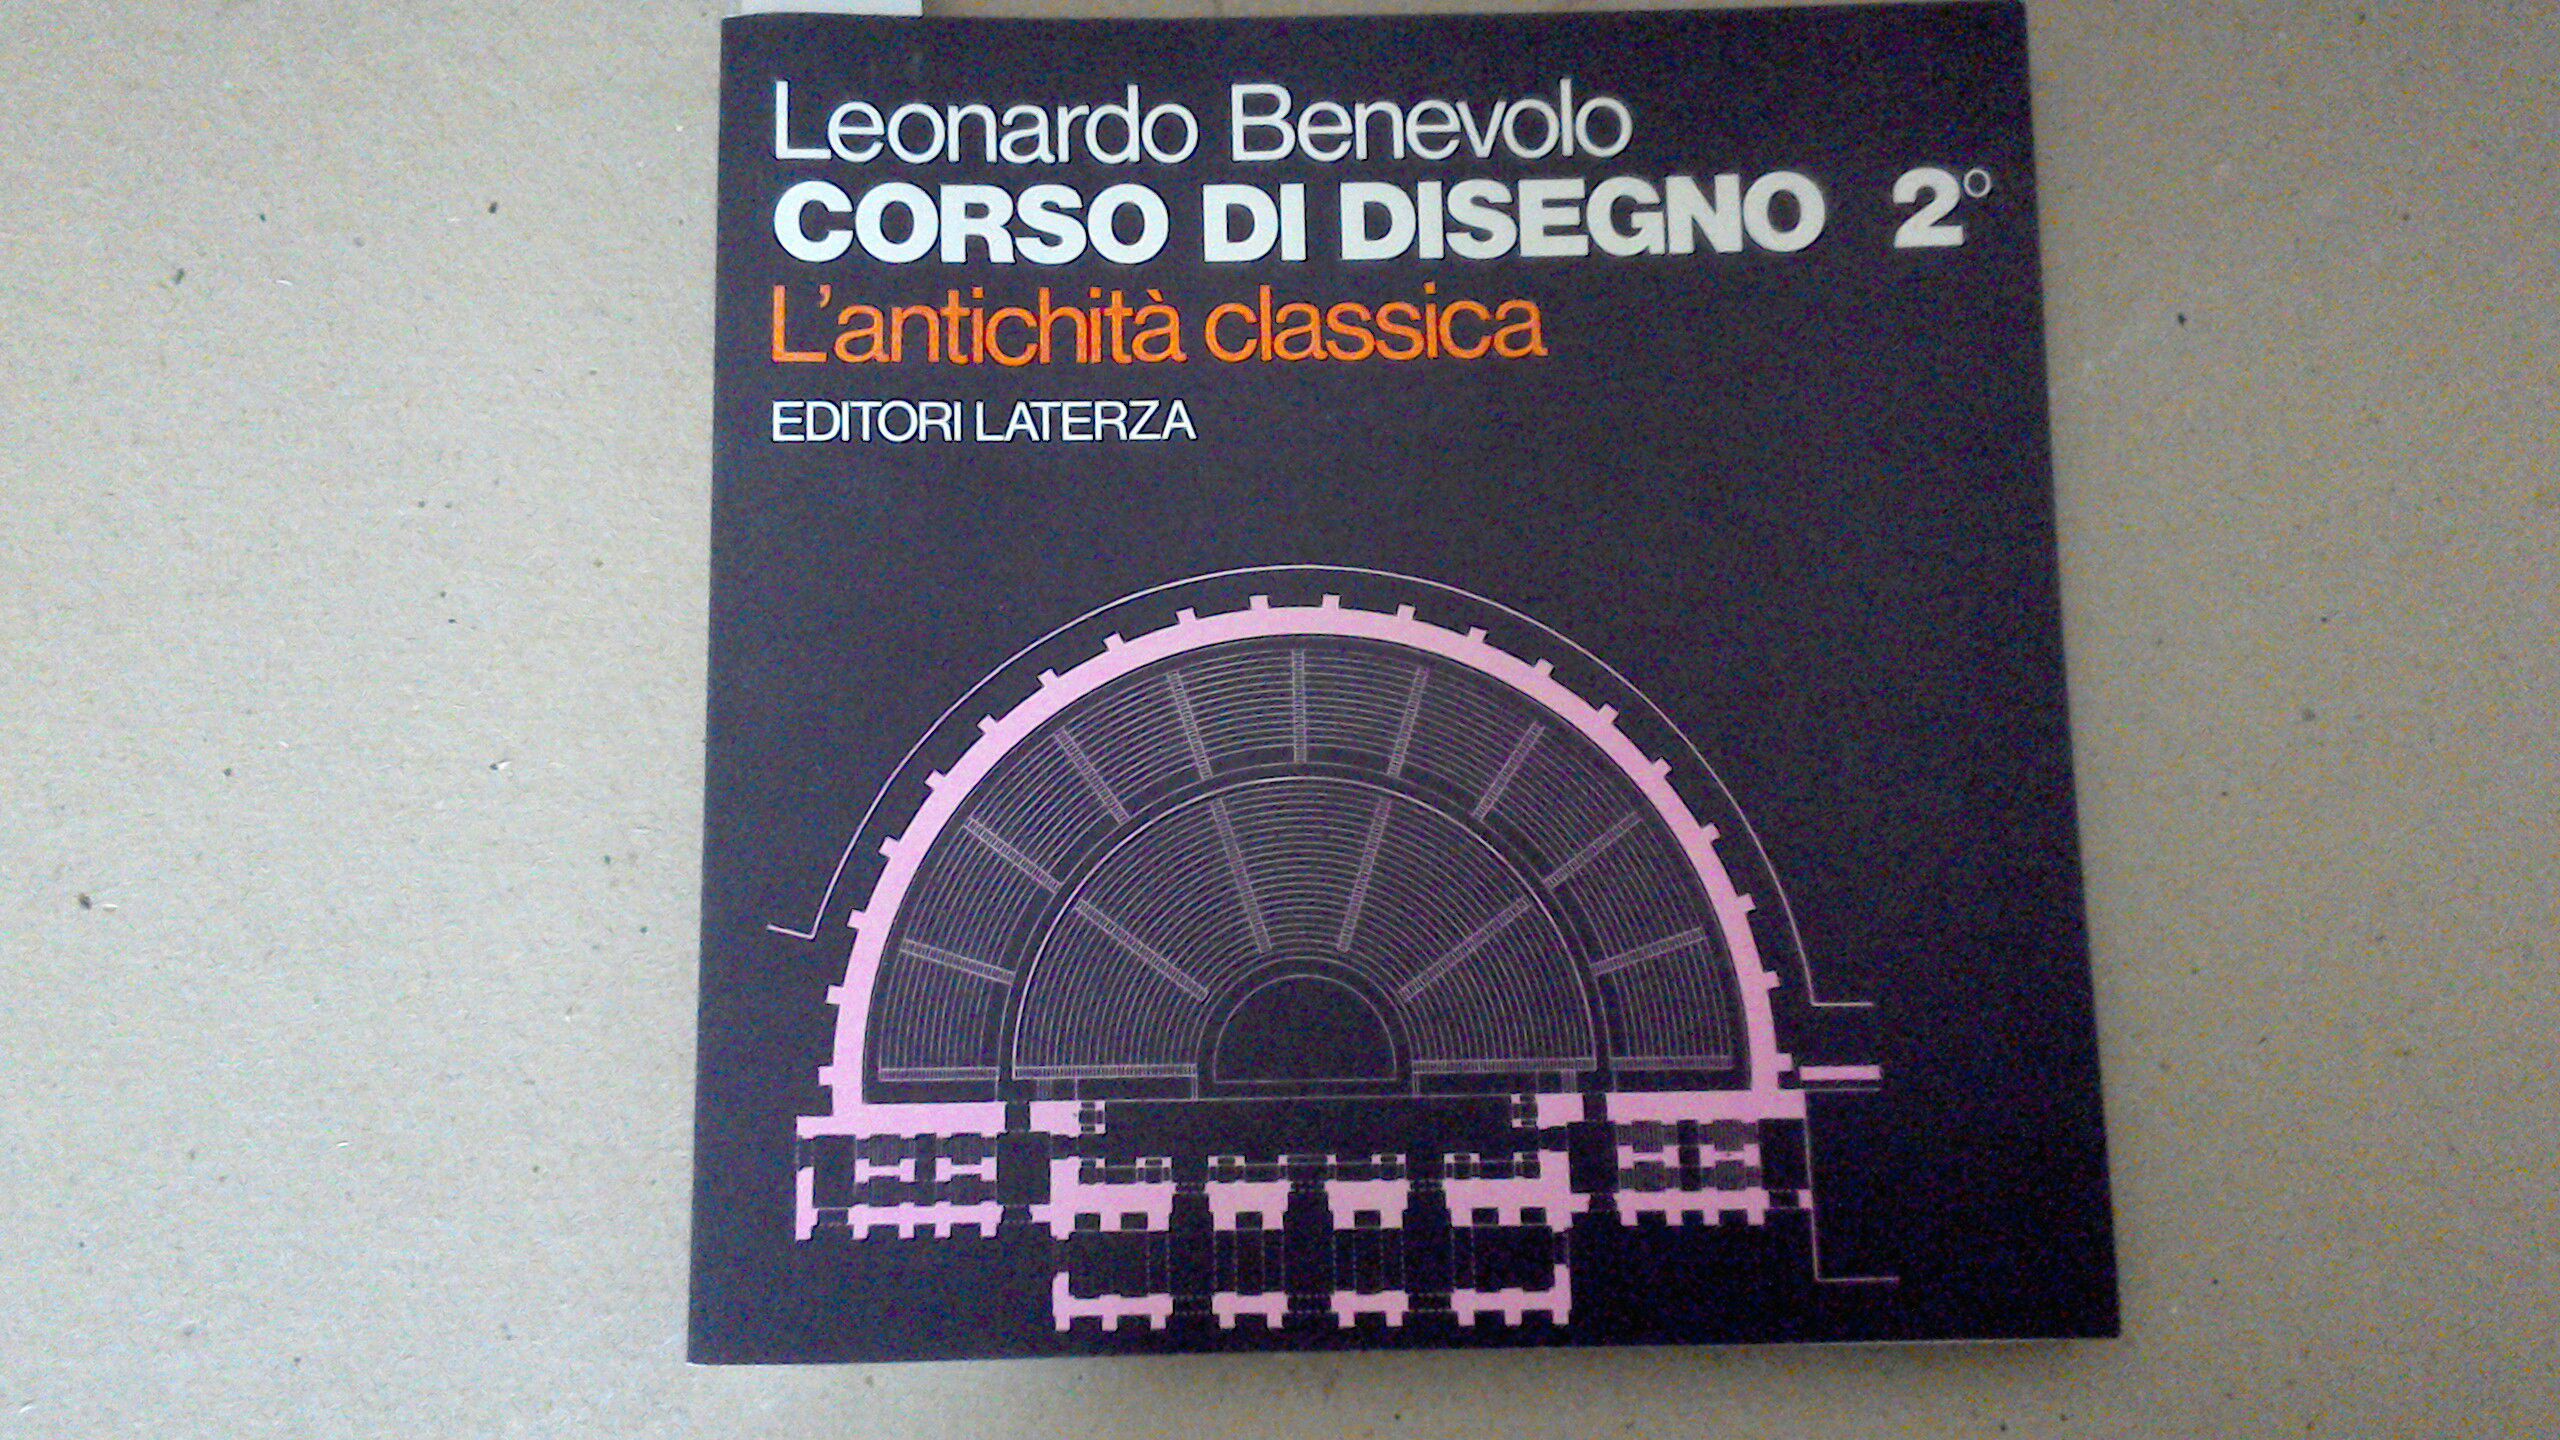 Leonardo Benevolo
CORSO DI DISEGNO 2°
L'antichità classica
EDITORI LATERZA